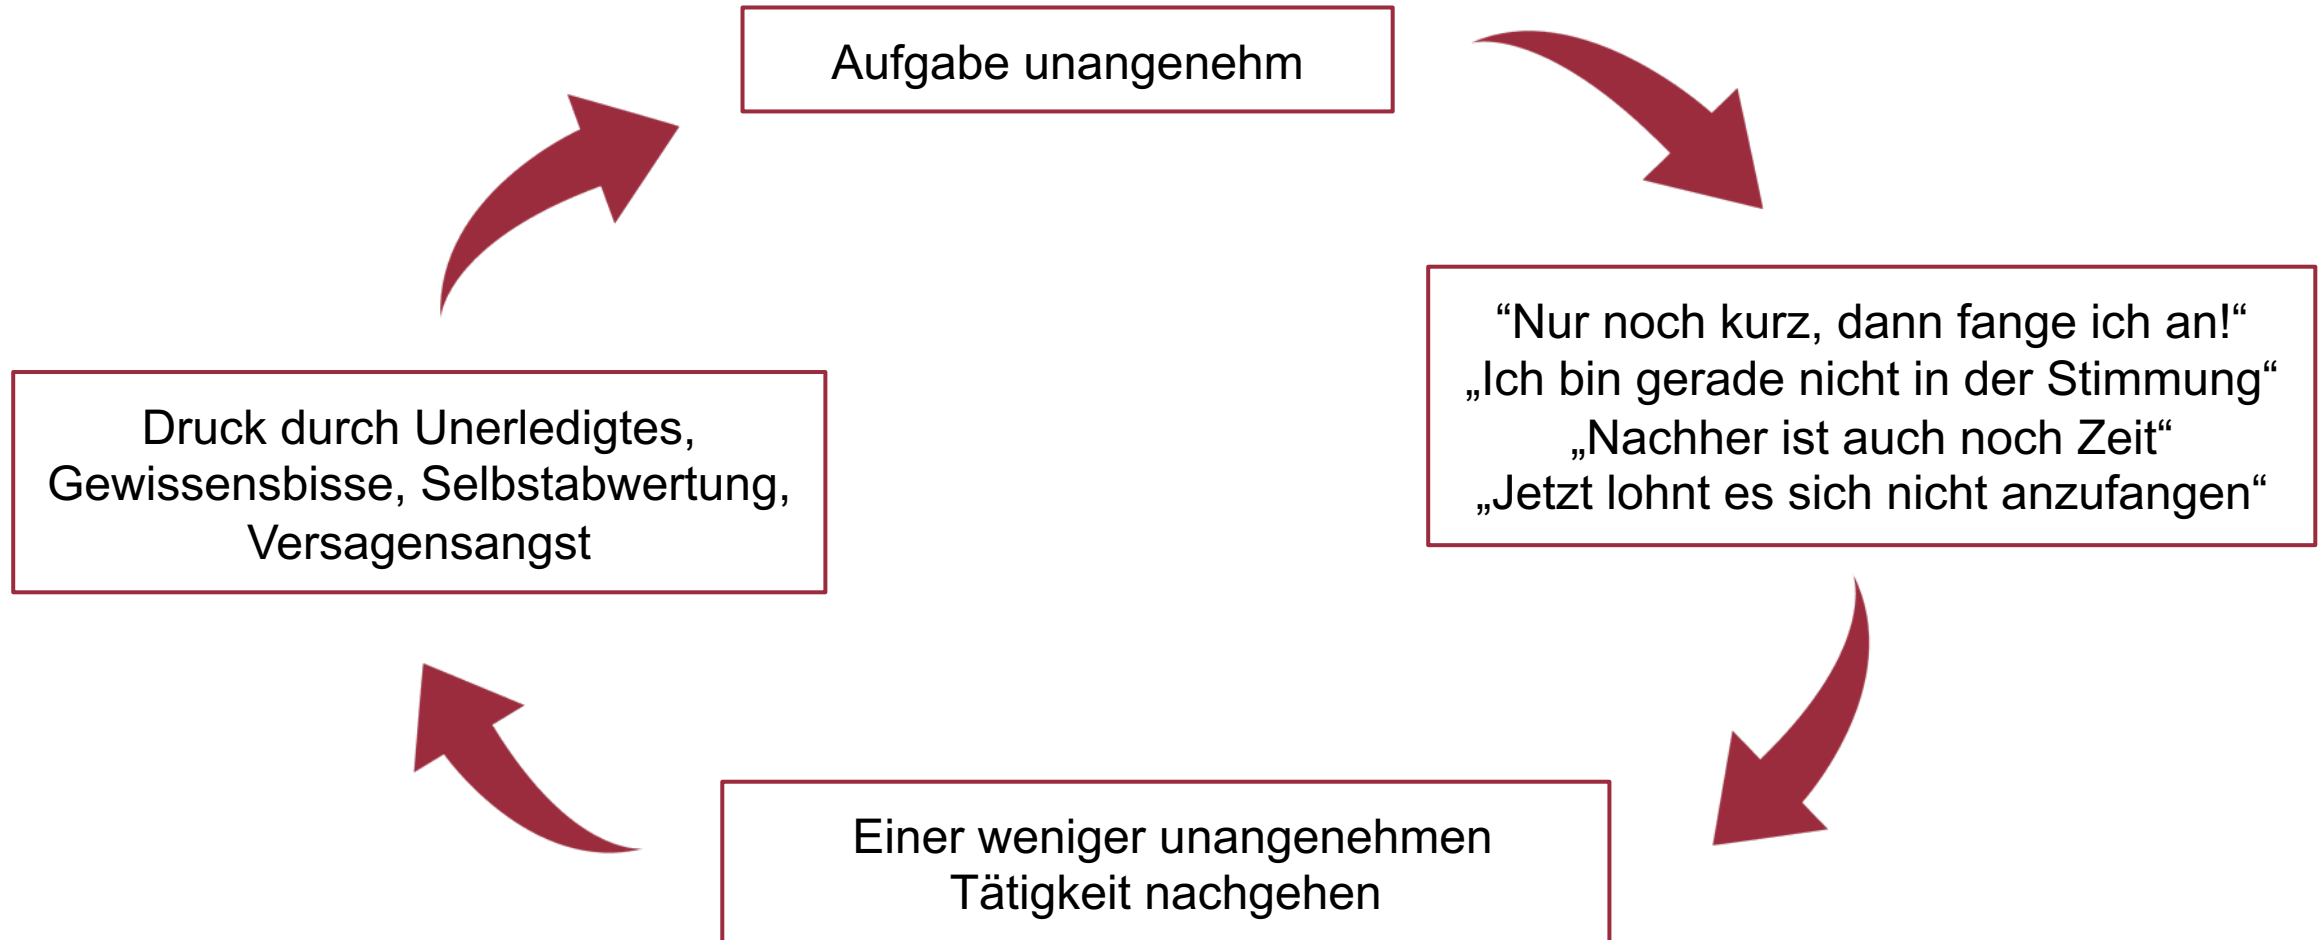 Aufgabe unangenehm
“Nur noch kurz, dann fange ich an!“
„Ich bin gerade nicht in der Stimmung“
„Nachher ist auch noch Zeit“
„Jetzt lohnt es sich nicht anzufangen“
Einer weniger unangenehmen
Tätigkeit nachgehen
Druck durch Unerledigtes,
Gewissensbisse, Selbstabwertung,
Versagensangst